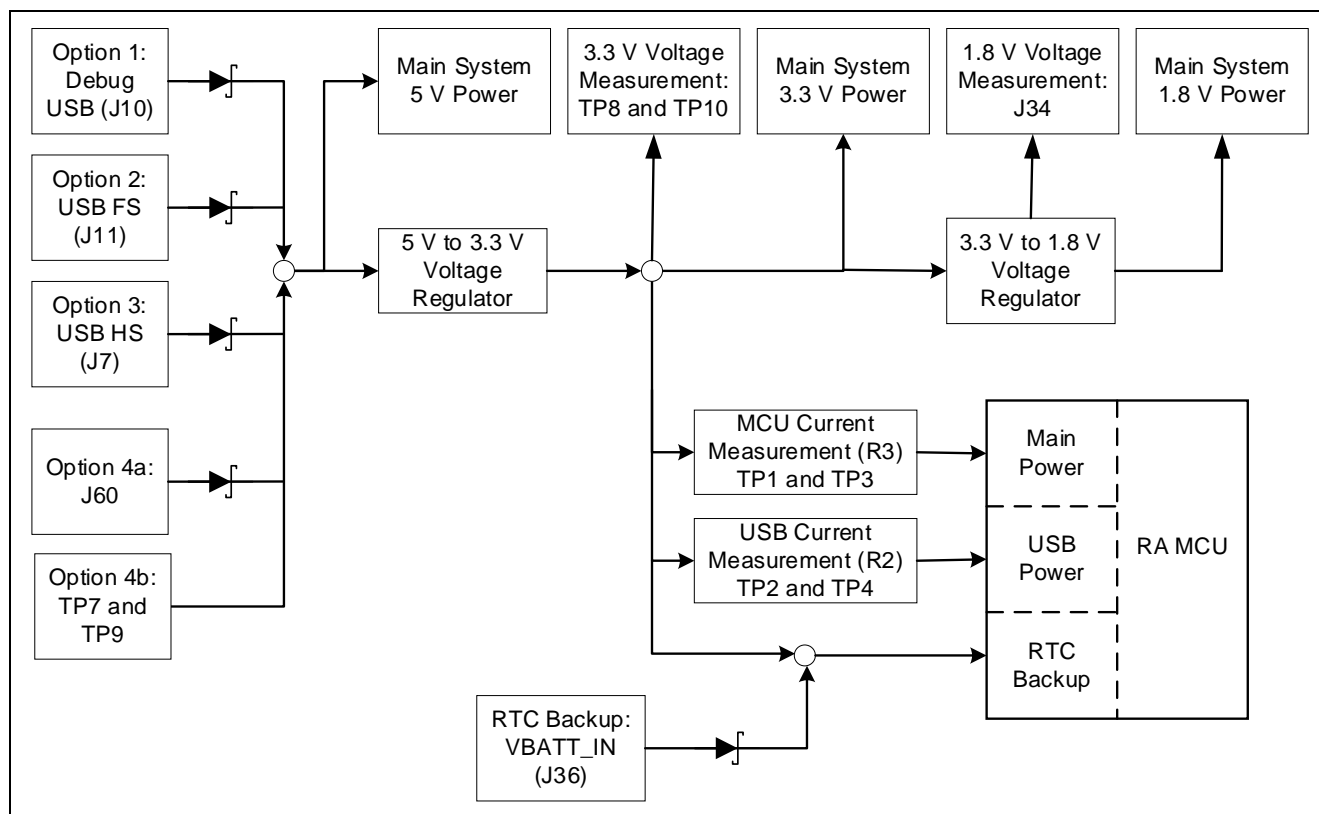 Option 1:
Debug
USB (J10)
Main System
5 V Power
3.3 V Voltage
Measurement:
TP8 and TP10
Main System
3.3 V Power
1.8 V Voltage
Measurement:
J34
Main System
1.8 V Power
Option 2:
USB FS
(J11)
5 V to 3.3 V
Voltage
Regulator
3.3 V to 1.8 V
Voltage
Regulator
Option 3:
USB HS
(J7)
Option 4a:
J60
Option 4b:
TP7 and
TP9
MCU Current
Measurement (R3)
TP1 and TP3
Main
Power
USB Current
Measurement (R2)
TP2 and TP4
USB
Power
RA MCU
RTC
Backup
RTC Backup:
VBATT_IN
(J36)